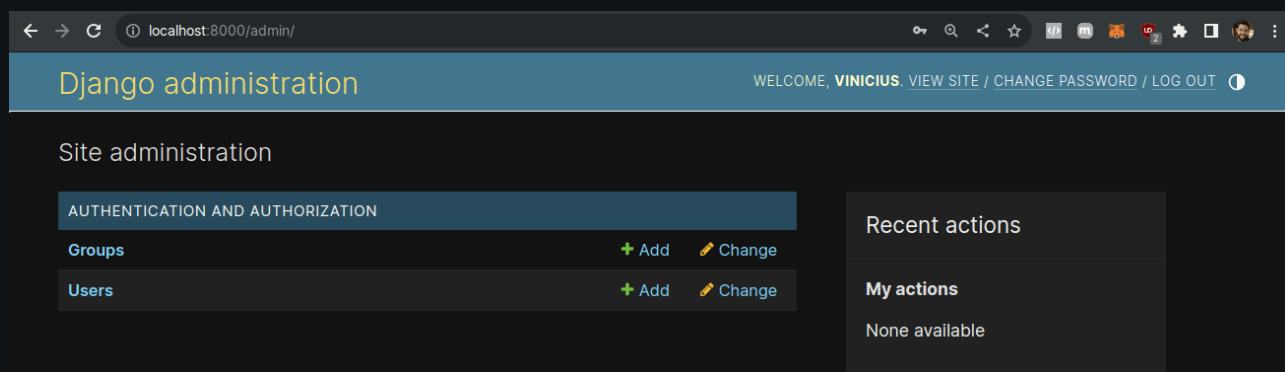 localhost:8000/admin/
2
Django administration
WELCOME, VINICIUS. VIEW SITE / CHANGE PASSWORD / LOG OUT
Site administration
AUTHENTICATION AND AUTHORIZATION
Groups Add Change
Users Add Change
Recent actions
My actions
None available